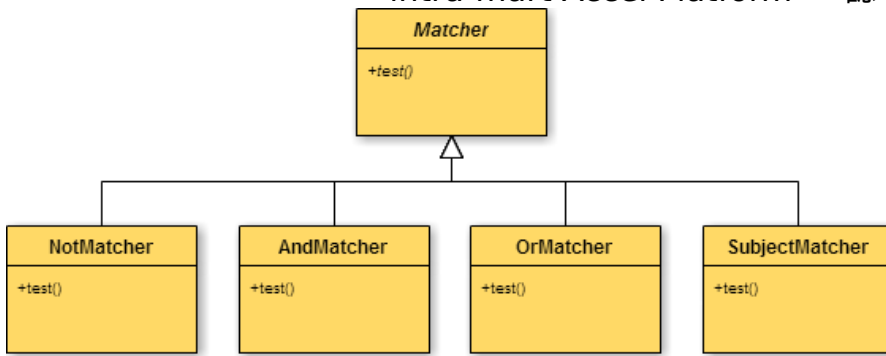 Matcher
+test()
NotMatcher
+test()
AndMatcher
+test()
OrMatcher
+test()
SubjectMatcher
+test()